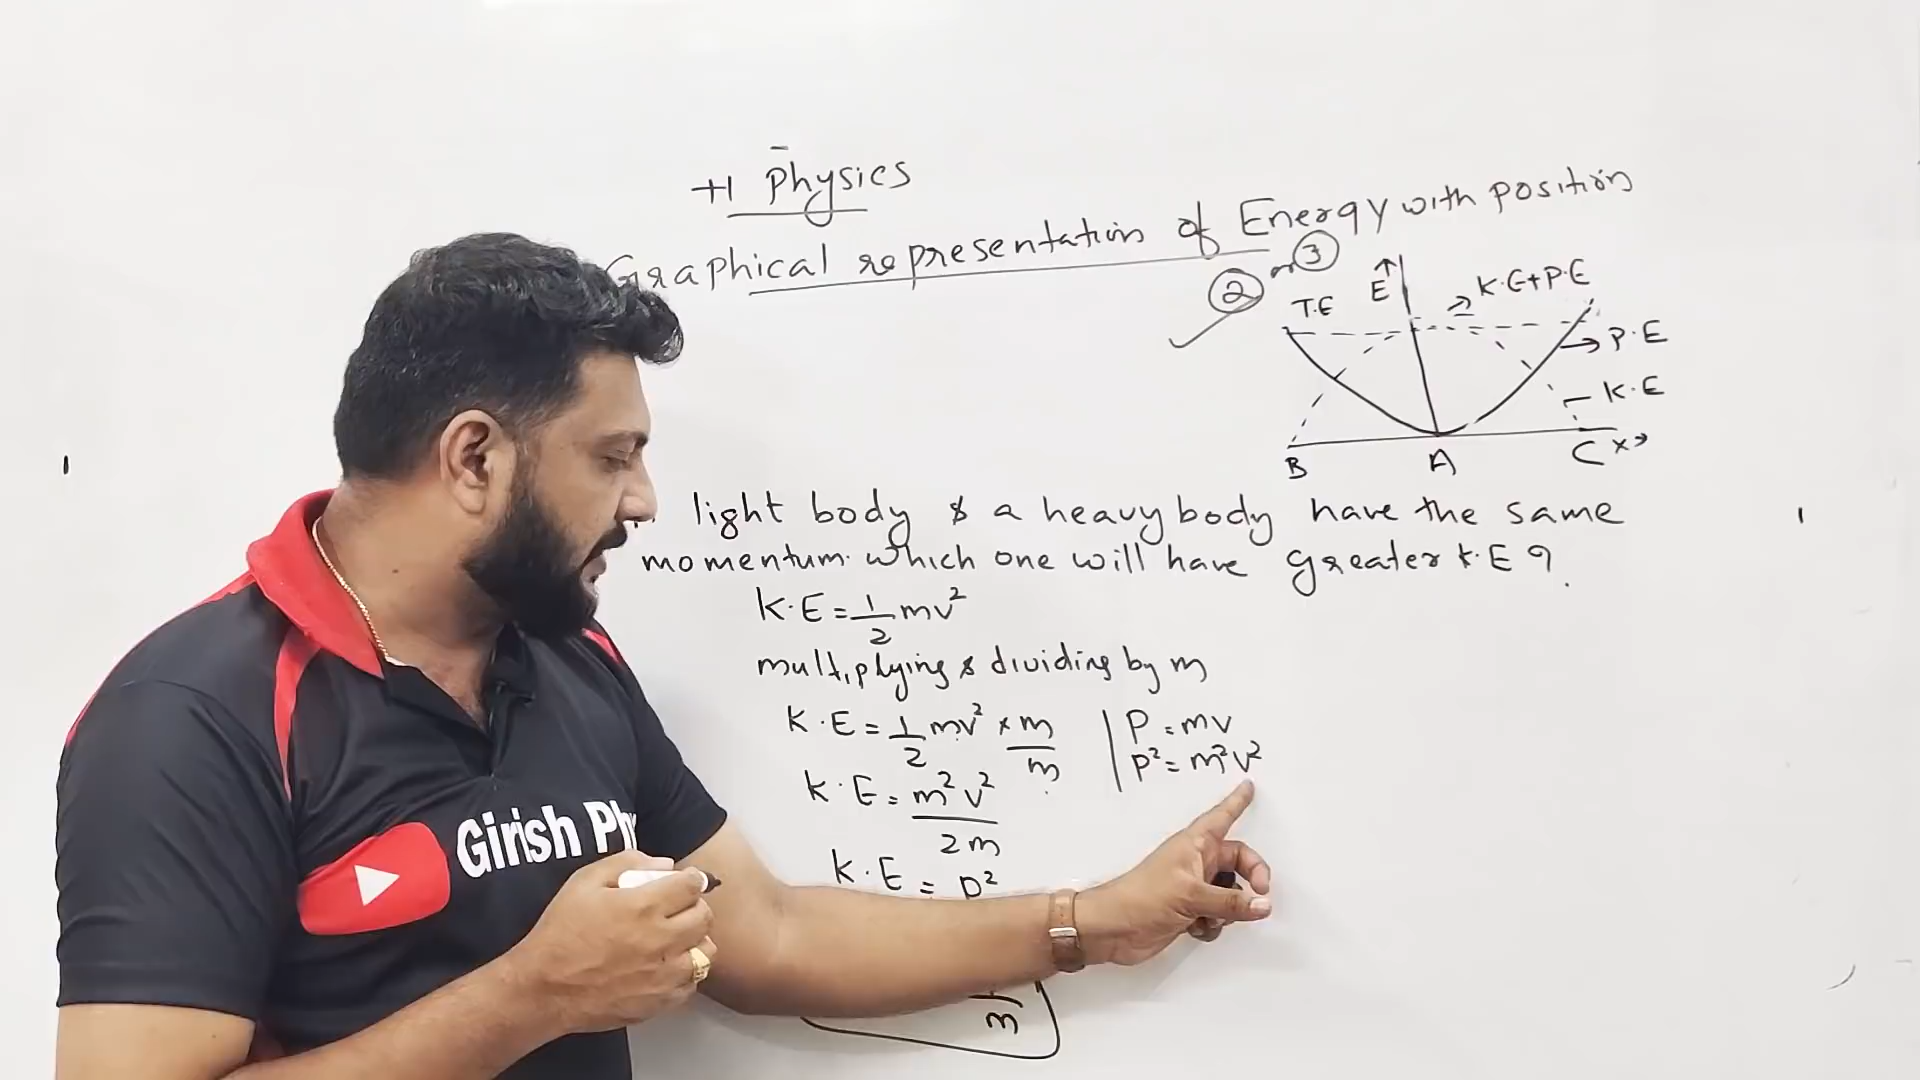 +1 Physics
Graphical representation of Energy with position
② or ③
T.E
E↑
K.E+P.E
P.E
K.E
B
A
C
x→
light body & a heavy body have the same
momentum. which one will have greater K.E ?
K.E = 1/2 mv²
multiplying & dividing by m
K.E = 1/2 mv² × m/m
P = mv
P² = m²v²
K.E = m²v²/2m
K.E = P²
m
Girish Ph